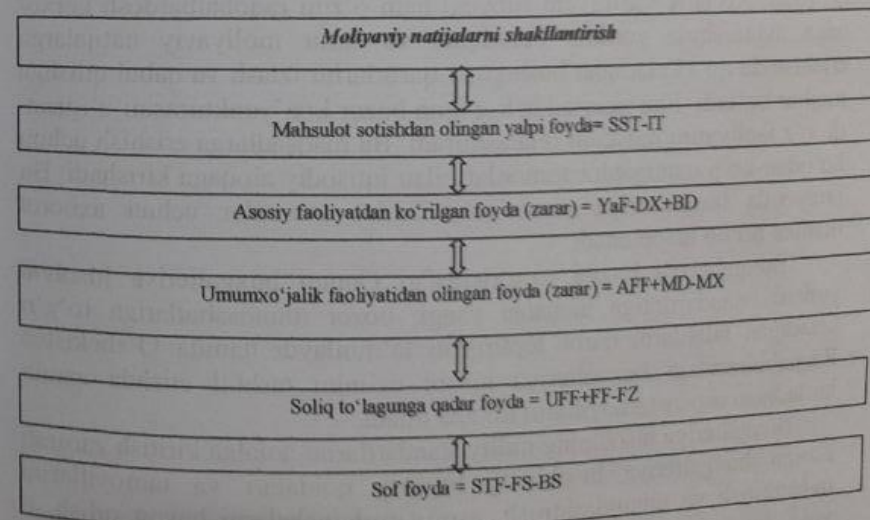 Moliyaviy natijalarni shakllantirish
Mahsulot sotishdan olingan yalpi foyda= SST-IT
Asosiy faoliyatdan ko‘rilgan foyda (zarar) = YaF-DX+BD
Umumxo‘jalik faoliyatidan olingan foyda (zarar) = AFF+MD-MX
Soliq to‘lagunga qadar foyda = UFF+FF-FZ
Sof foyda = STF-FS-BS